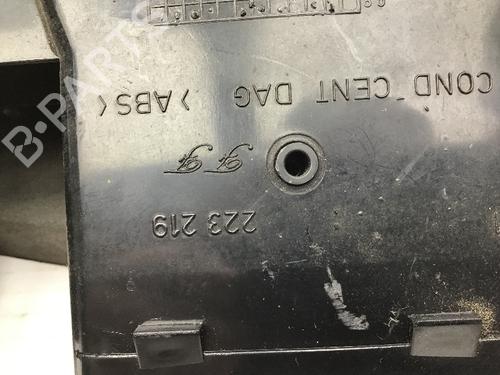 223 219
COND CENT DAG >ABS<
B-PARTS